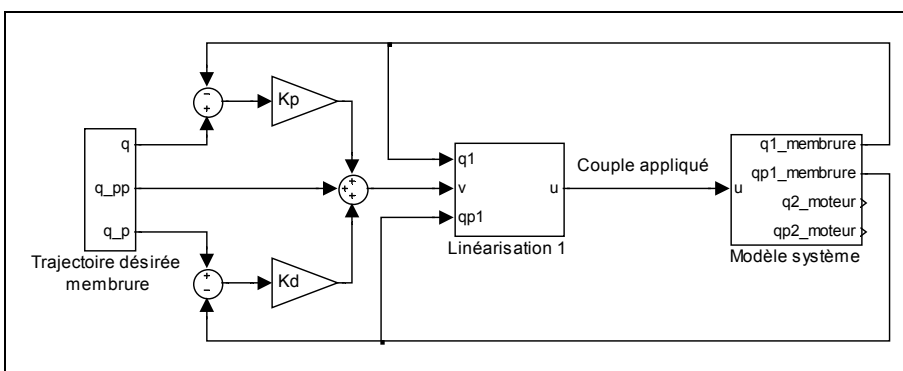 Kp
q
q_pp
q_p
Trajectoire désirée
membrure
Kd
q1
v
qp1
u
Linéarisation 1
Couple appliqué
u
q1_membrure
qp1_membrure
q2_moteur
qp2_moteur
Modèle système